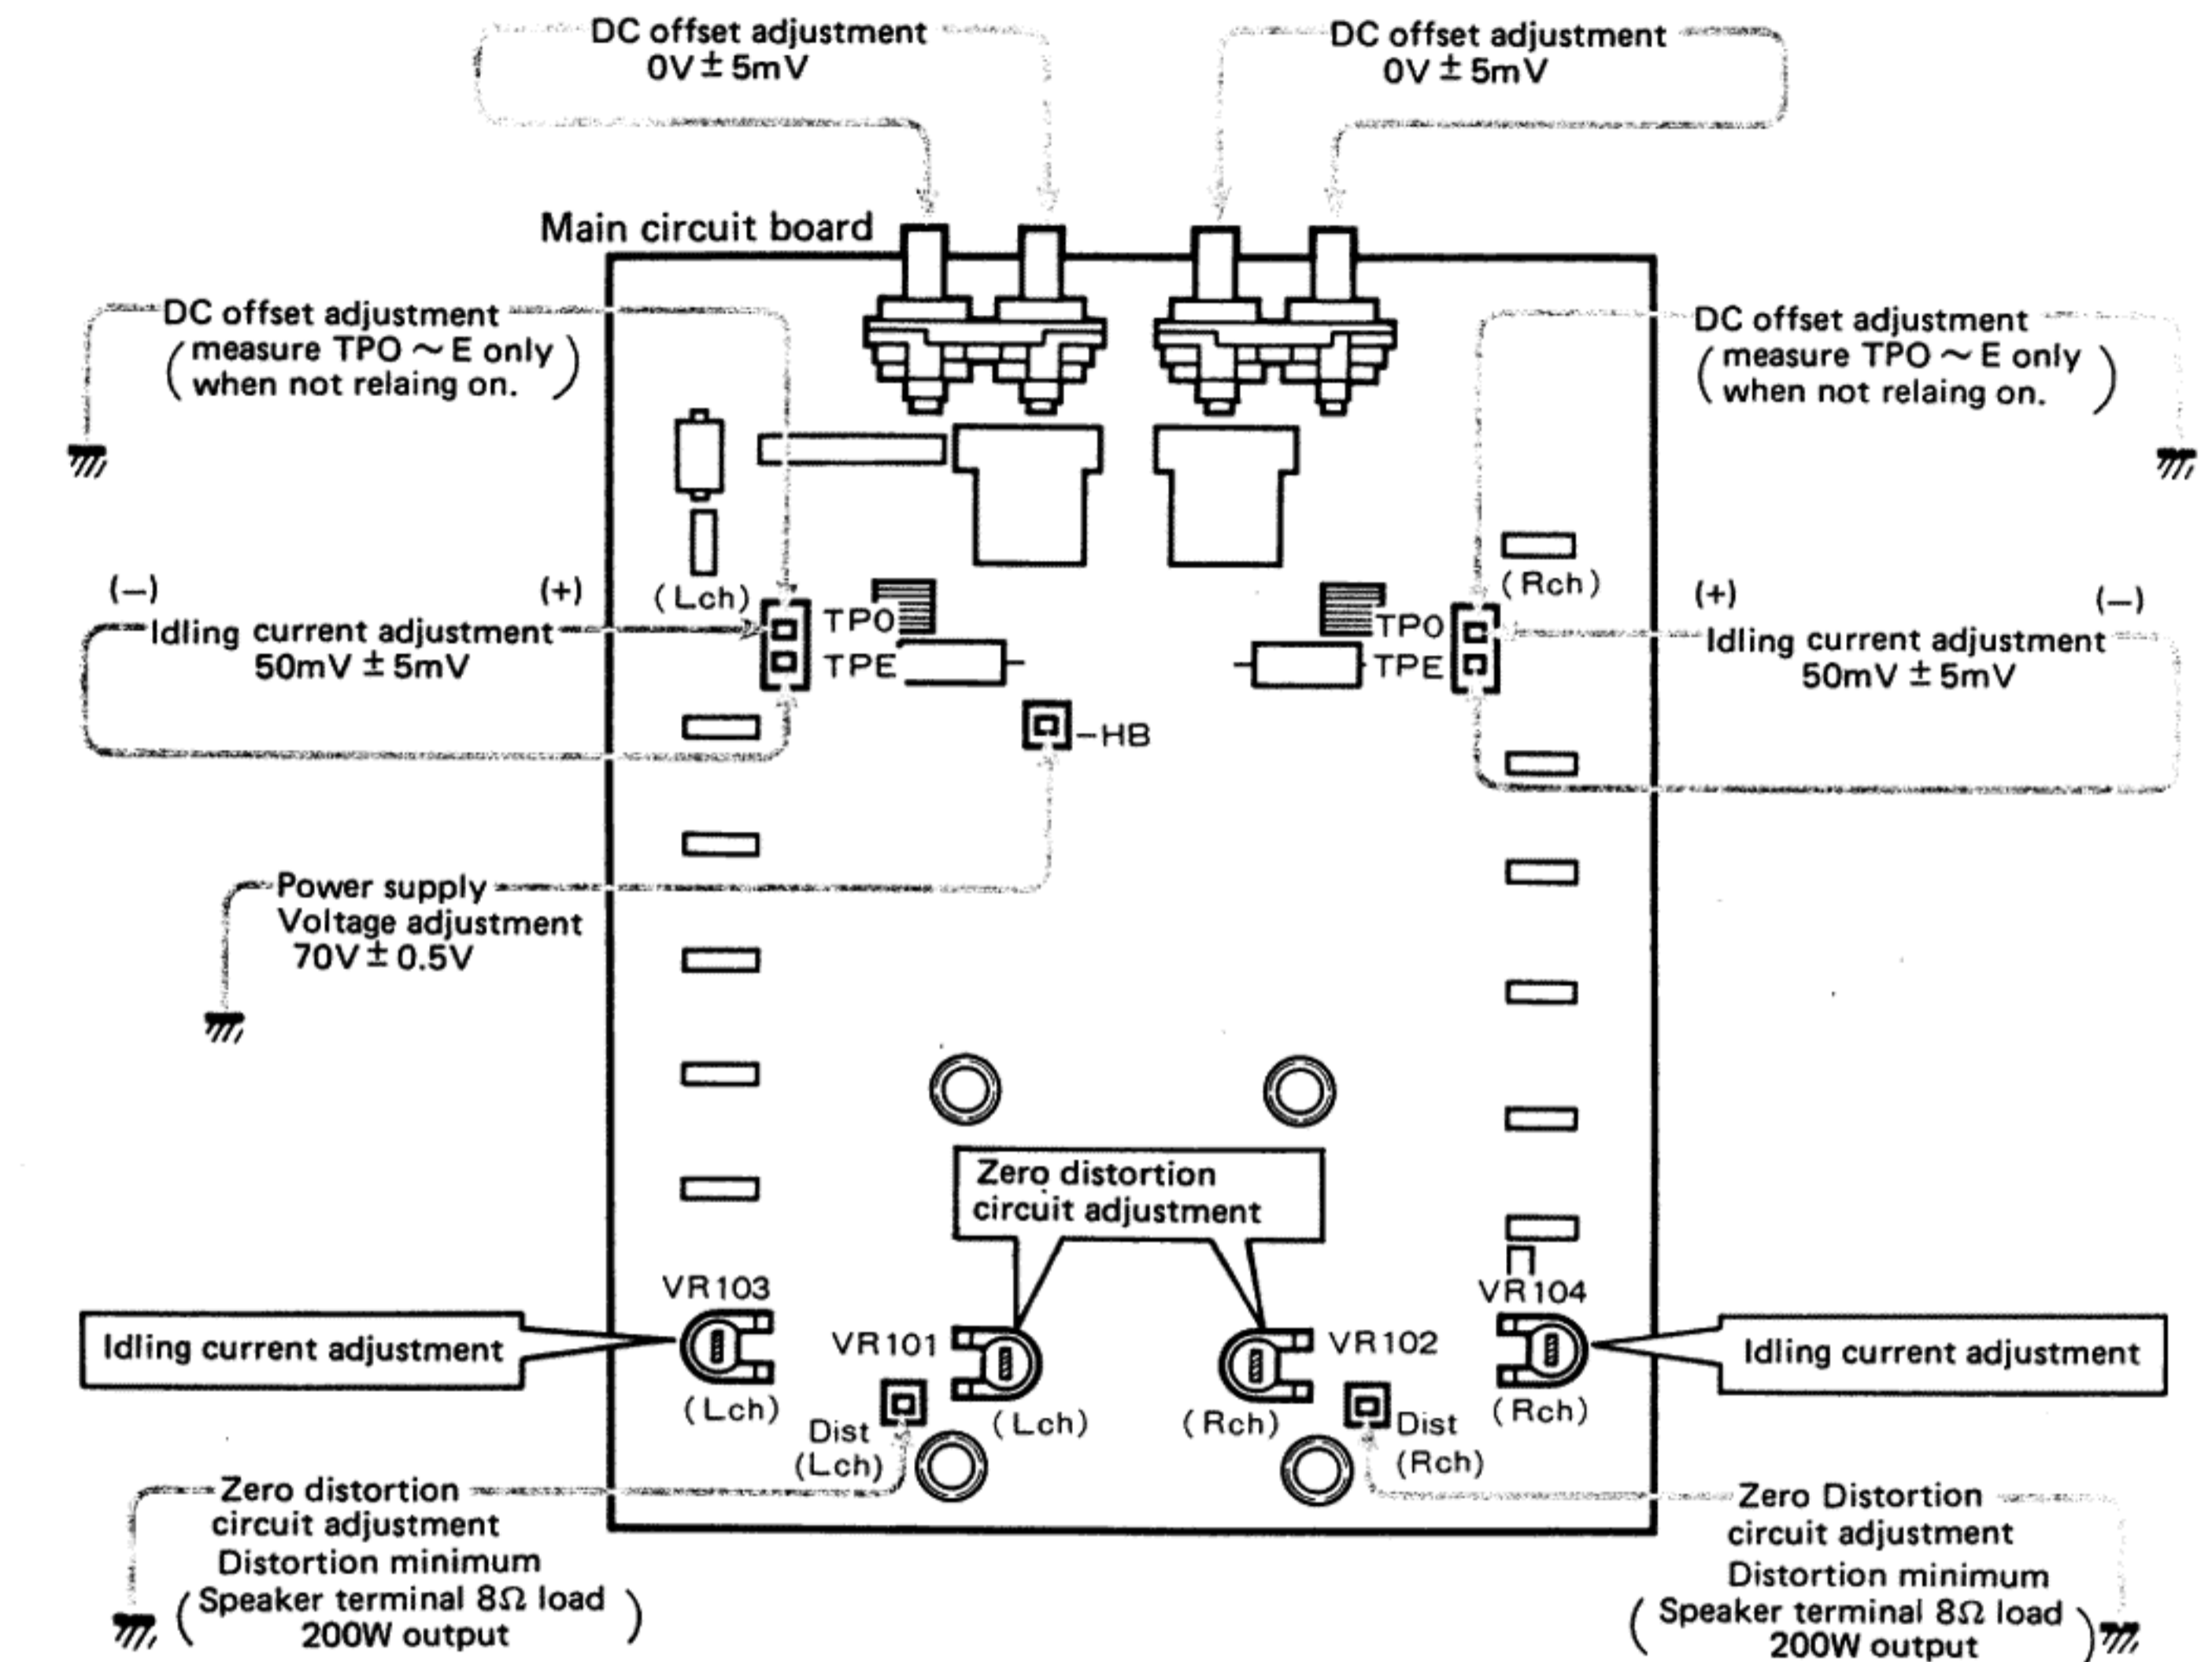 DC offset adjustment
0V ± 5mV
DC offset adjustment
0V ± 5mV
Main circuit board
DC offset adjustment
(measure TPO ~ E only
when not relaing on.)
DC offset adjustment
(measure TPO ~ E only
when not relaing on.)
(−)
(+)
Idling current adjustment
50mV ± 5mV
(Lch)
TPO
TPE
(Rch)
TPO
TPE
(+)
(−)
Idling current adjustment
50mV ± 5mV
-HB
Power supply
Voltage adjustment
70V ± 0.5V
Zero distortion
circuit adjustment
VR103
(Lch)
Idling current adjustment
VR101
(Lch)
Dist
(Lch)
VR102
(Rch)
Dist
(Rch)
VR104
(Rch)
Idling current adjustment
Zero distortion
circuit adjustment
Distortion minimum
(Speaker terminal 8Ω load
200W output)
Zero Distortion
circuit adjustment
Distortion minimum
(Speaker terminal 8Ω load
200W output)